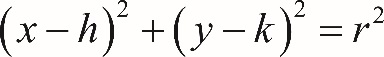 (x − h)² + (y − k)² = r²